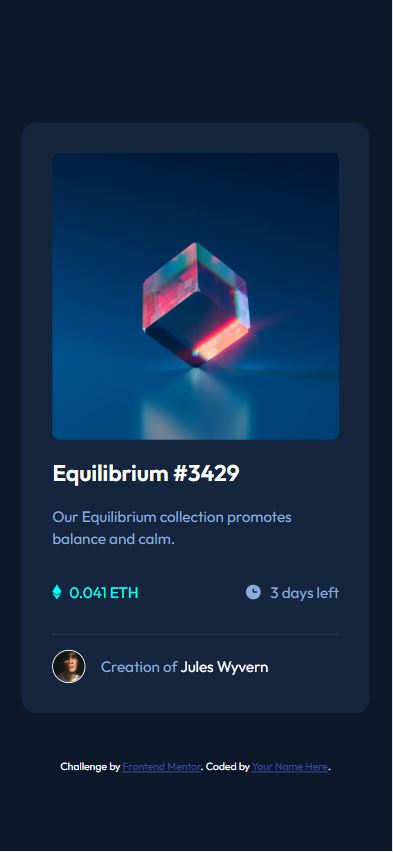 Equilibrium #3429
Our Equilibrium collection promotes
balance and calm.
0.041 ETH
3 days left
Creation of Jules Wyvern
Challenge by Frontend Mentor. Coded by Your Name Here.